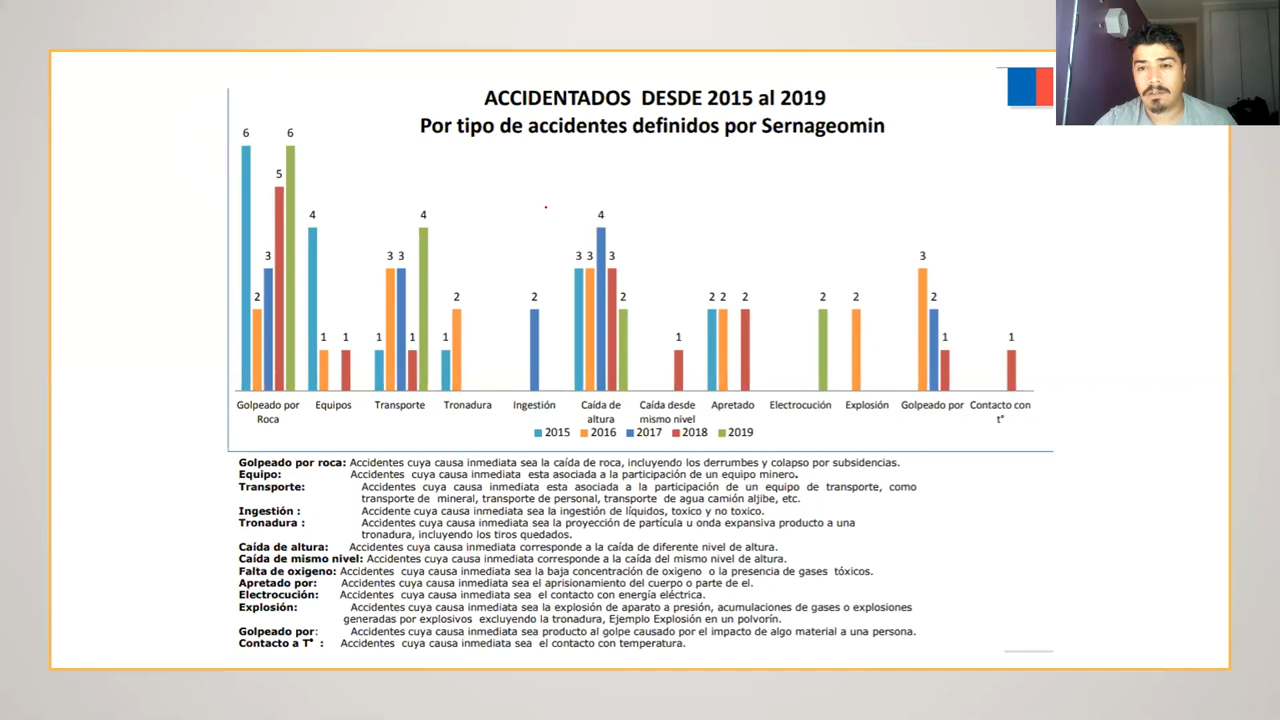 ACCIDENTADOS DESDE 2015 al 2019
Por tipo de accidentes definidos por Sernageomin
6 2 3 5 6
4 1 1
1 3 3 1 4
1 2
2
3 3 4 3 2
1
2 2 2
2
2
3 2 1
1
Golpeado por Roca
Equipos
Transporte
Tronadura
Ingestión
Caída de altura
Caída desde mismo nivel
Apretado
Electrocución
Explosión
Golpeado por
Contacto con t°
2015 2016 2017 2018 2019
Golpeado por roca: Accidentes cuya causa inmediata sea la caída de roca, incluyendo los derrumbes y colapso por subsidencias.
Equipo: Accidentes cuya causa inmediata esta asociada a la participación de un equipo minero.
Transporte: Accidentes cuya causa inmediata esta asociada a la participación de un equipo de transporte, como
transporte de mineral, transporte de personal, transporte de agua camión aljibe, etc.
Ingestión : Accidente cuya causa inmediata sea la ingestión de líquidos, toxico y no toxico.
Tronadura : Accidentes cuya causa inmediata sea la proyección de partícula u onda expansiva producto a una
tronadura, incluyendo los tiros quedados.
Caída de altura: Accidentes cuya causa inmediata corresponde a la caída de diferente nivel de altura.
Caída de mismo nivel: Accidentes cuya causa inmediata corresponde a la caída del mismo nivel de altura.
Falta de oxigeno: Accidentes cuya causa inmediata sea la baja concentración de oxigeno o la presencia de gases tóxicos.
Apretado por: Accidentes cuya causa inmediata sea el aprisionamiento del cuerpo o parte de el.
Electrocución: Accidentes cuya causa inmediata sea el contacto con energía eléctrica.
Explosión: Accidentes cuya causa inmediata sea la explosión de aparato a presión, acumulaciones de gases o explosiones
generadas por explosivos excluyendo la tronadura, Ejemplo Explosión en un polvorín.
Golpeado por: Accidentes cuya causa inmediata sea producto al golpe causado por el impacto de algo material a una persona.
Contacto a T° : Accidentes cuya causa inmediata sea el contacto con temperatura.